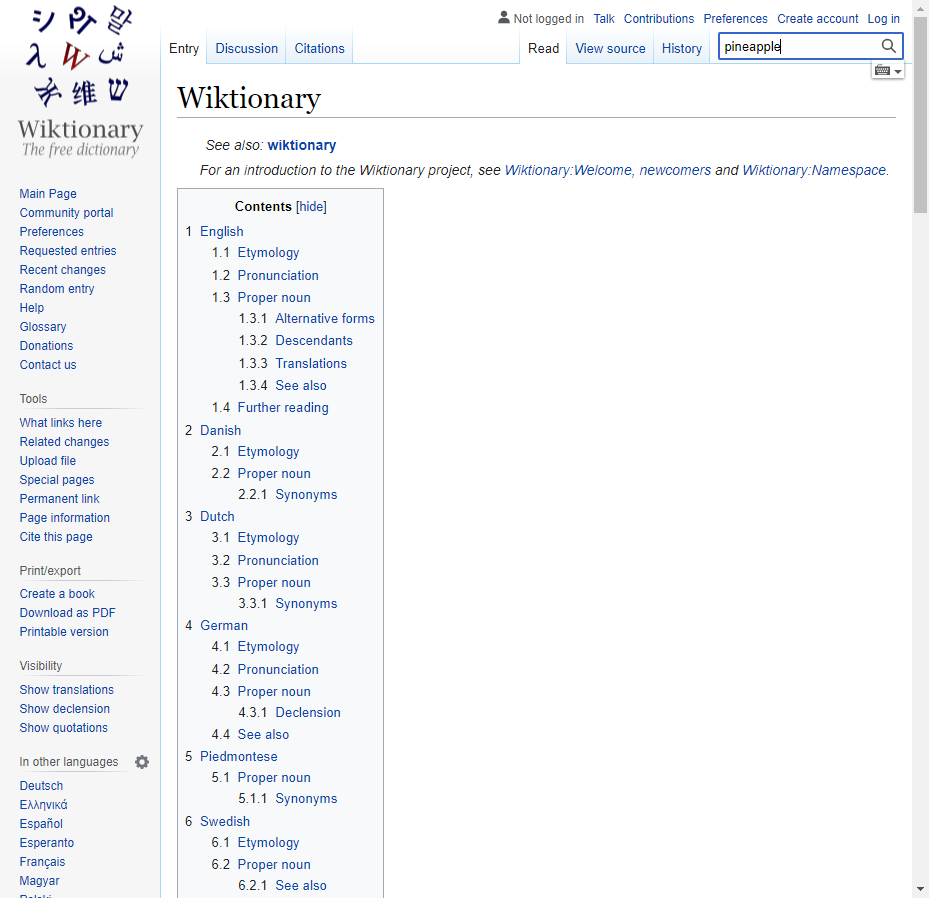 Not logged in Talk Contributions Preferences Create account Log in
Entry Discussion Citations Read View source History pineapple
Wiktionary
The free dictionary
Main Page
Community portal
Preferences
Requested entries
Recent changes
Random entry
Help
Glossary
Donations
Contact us
Tools
What links here
Related changes
Upload file
Special pages
Permanent link
Page information
Cite this page
Print/export
Create a book
Download as PDF
Printable version
Visibility
Show translations
Show declension
Show quotations
In other languages
Deutsch
Ελληνικά
Español
Esperanto
Français
Magyar
Wiktionary
See also: wiktionary
For an introduction to the Wiktionary project, see Wiktionary:Welcome, newcomers and Wiktionary:Namespace.
Contents [hide]
1 English
1.1 Etymology
1.2 Pronunciation
1.3 Proper noun
1.3.1 Alternative forms
1.3.2 Descendants
1.3.3 Translations
1.3.4 See also
1.4 Further reading
2 Danish
2.1 Etymology
2.2 Proper noun
2.2.1 Synonyms
3 Dutch
3.1 Etymology
3.2 Pronunciation
3.3 Proper noun
3.3.1 Synonyms
4 German
4.1 Etymology
4.2 Pronunciation
4.3 Proper noun
4.3.1 Declension
4.4 See also
5 Piedmontese
5.1 Proper noun
5.1.1 Synonyms
6 Swedish
6.1 Etymology
6.2 Proper noun
6.2.1 See also